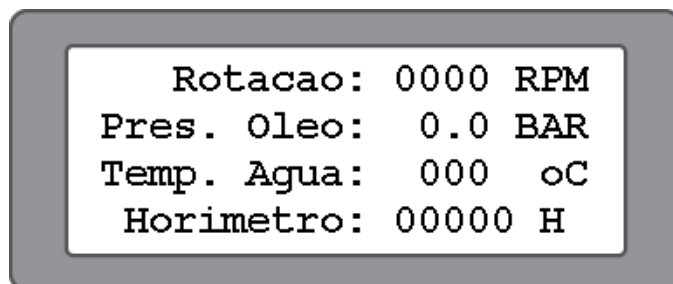 Rotacao: 0000 RPM
Pres. Oleo: 0.0 BAR
Temp. Agua: 000 oC
Horimetro: 00000 H